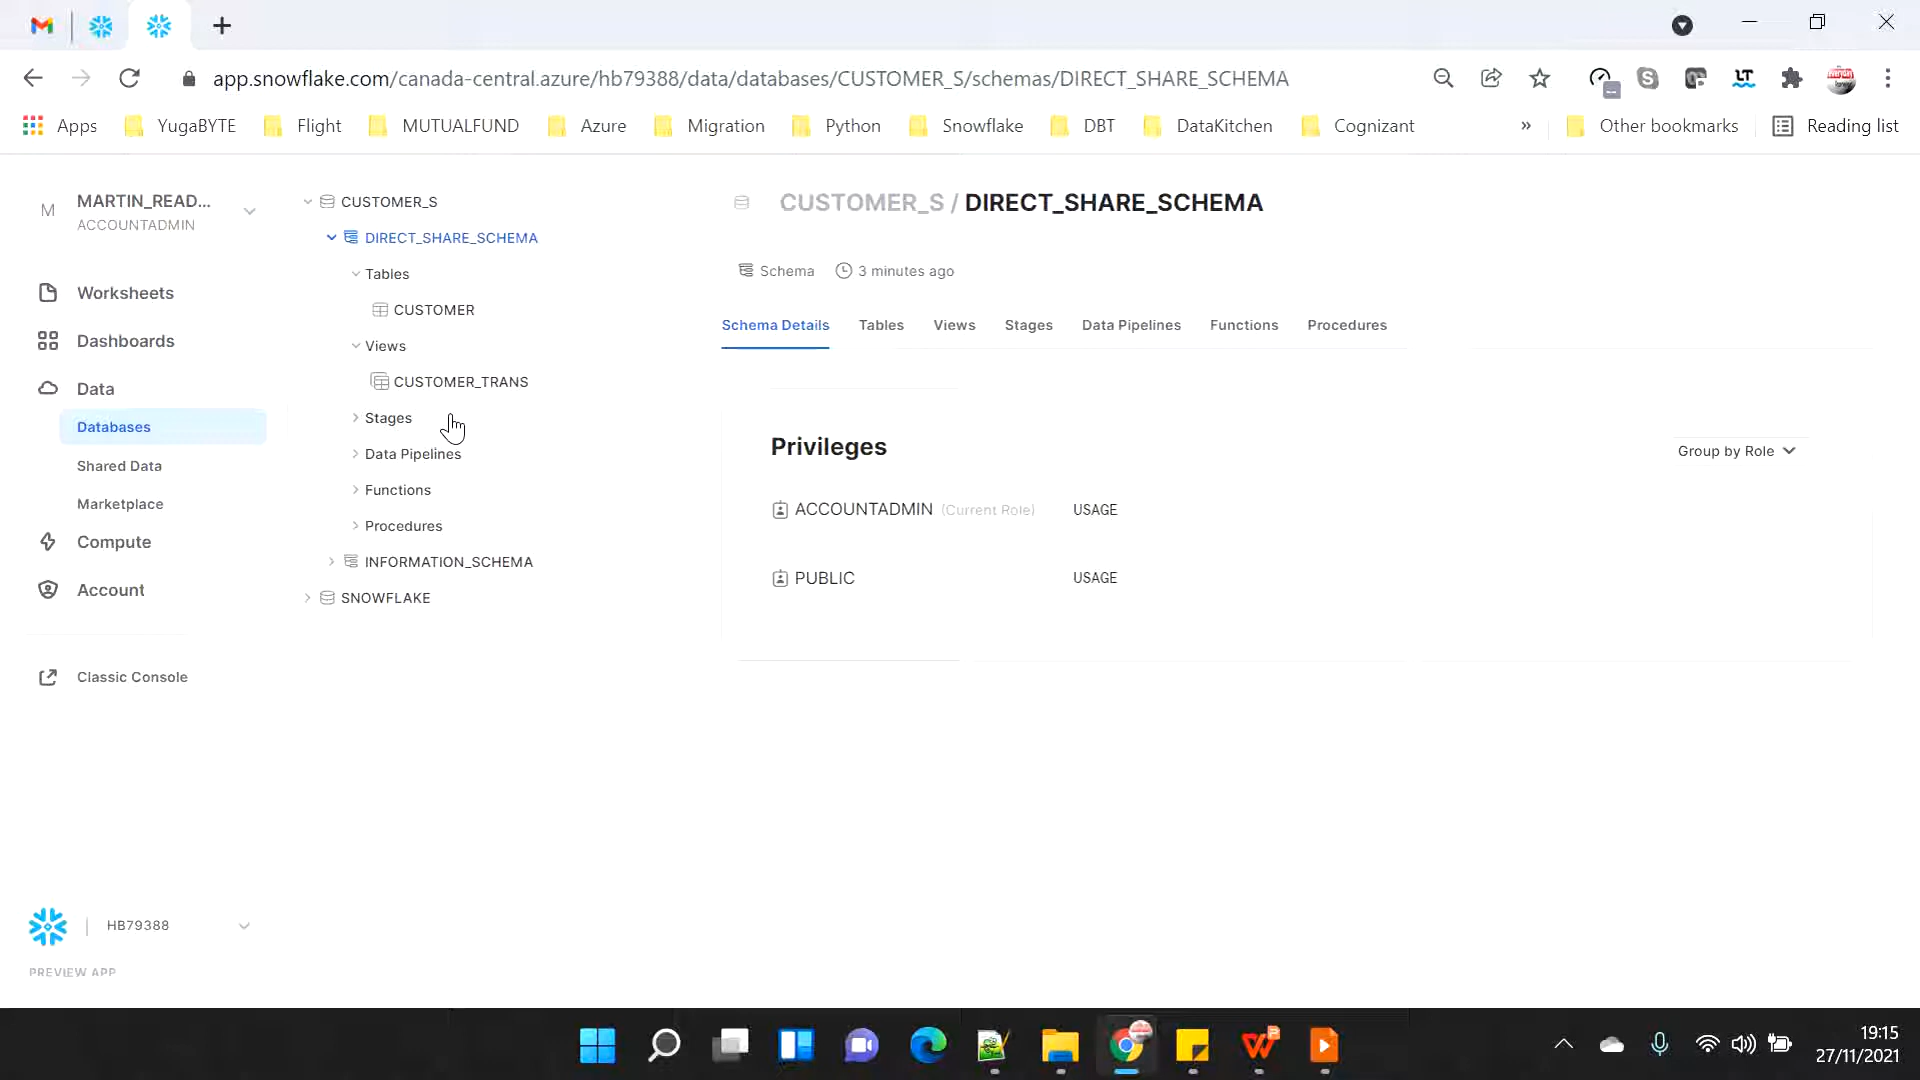 app.snowflake.com/canada-central.azure/hb79388/data/databases/CUSTOMER_S/schemas/DIRECT_SHARE_SCHEMA
Apps YugaBYTE Flight MUTUALFUND Azure Migration Python Snowflake DBT DataKitchen Cognizant » Other bookmarks Reading list
M MARTIN_READ...
ACCOUNTADMIN
Worksheets
Dashboards
Data
Databases
Shared Data
Marketplace
Compute
Account
Classic Console
HB79388
PREVIEW APP
CUSTOMER_S
DIRECT_SHARE_SCHEMA
Tables
CUSTOMER
Views
CUSTOMER_TRANS
Stages
Data Pipelines
Functions
Procedures
INFORMATION_SCHEMA
SNOWFLAKE
CUSTOMER_S / DIRECT_SHARE_SCHEMA
Schema 3 minutes ago
Schema Details Tables Views Stages Data Pipelines Functions Procedures
Privileges
Group by Role
ACCOUNTADMIN (Current Role) USAGE
PUBLIC USAGE
19:15
27/11/2021